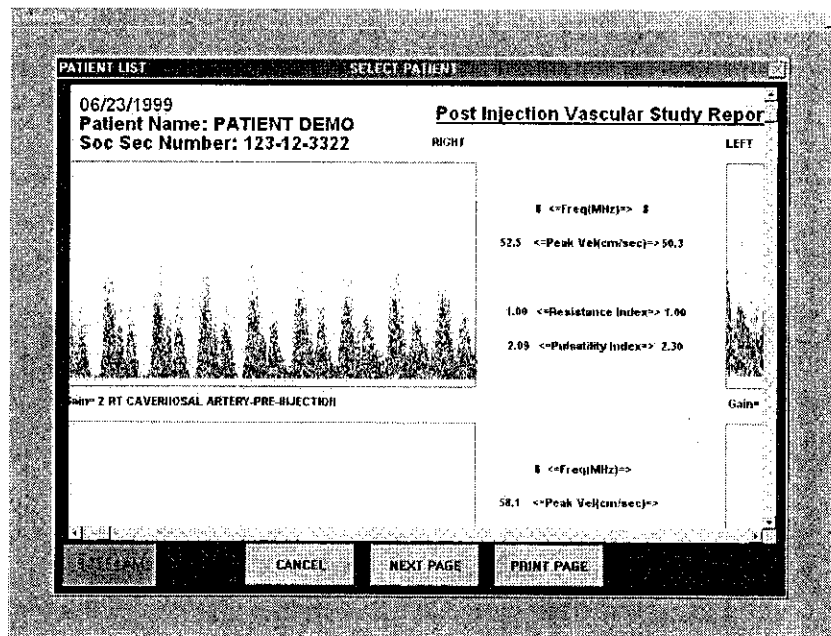 PATIENT LIST SELECT PATIENT
06/23/1999
Patient Name: PATIENT DEMO
Soc Sec Number: 123-12-3322
Post Injection Vascular Study Repor
RIGHT LEFT
8 <=Freq(MHz)=> 8
52.5 <=Peak Vel(cm/sec)=> 50.3
1.00 <=Resistance Index=> 1.00
2.09 <=Pulsatility Index=> 2.30
Gain= 2 RT CAVERNOSAL ARTERY-PRE-INJECTION Gain=
8 <=Freq(MHz)=>
58.1 <=Peak Vel(cm/sec)=>
CANCEL NEXT PAGE PRINT PAGE